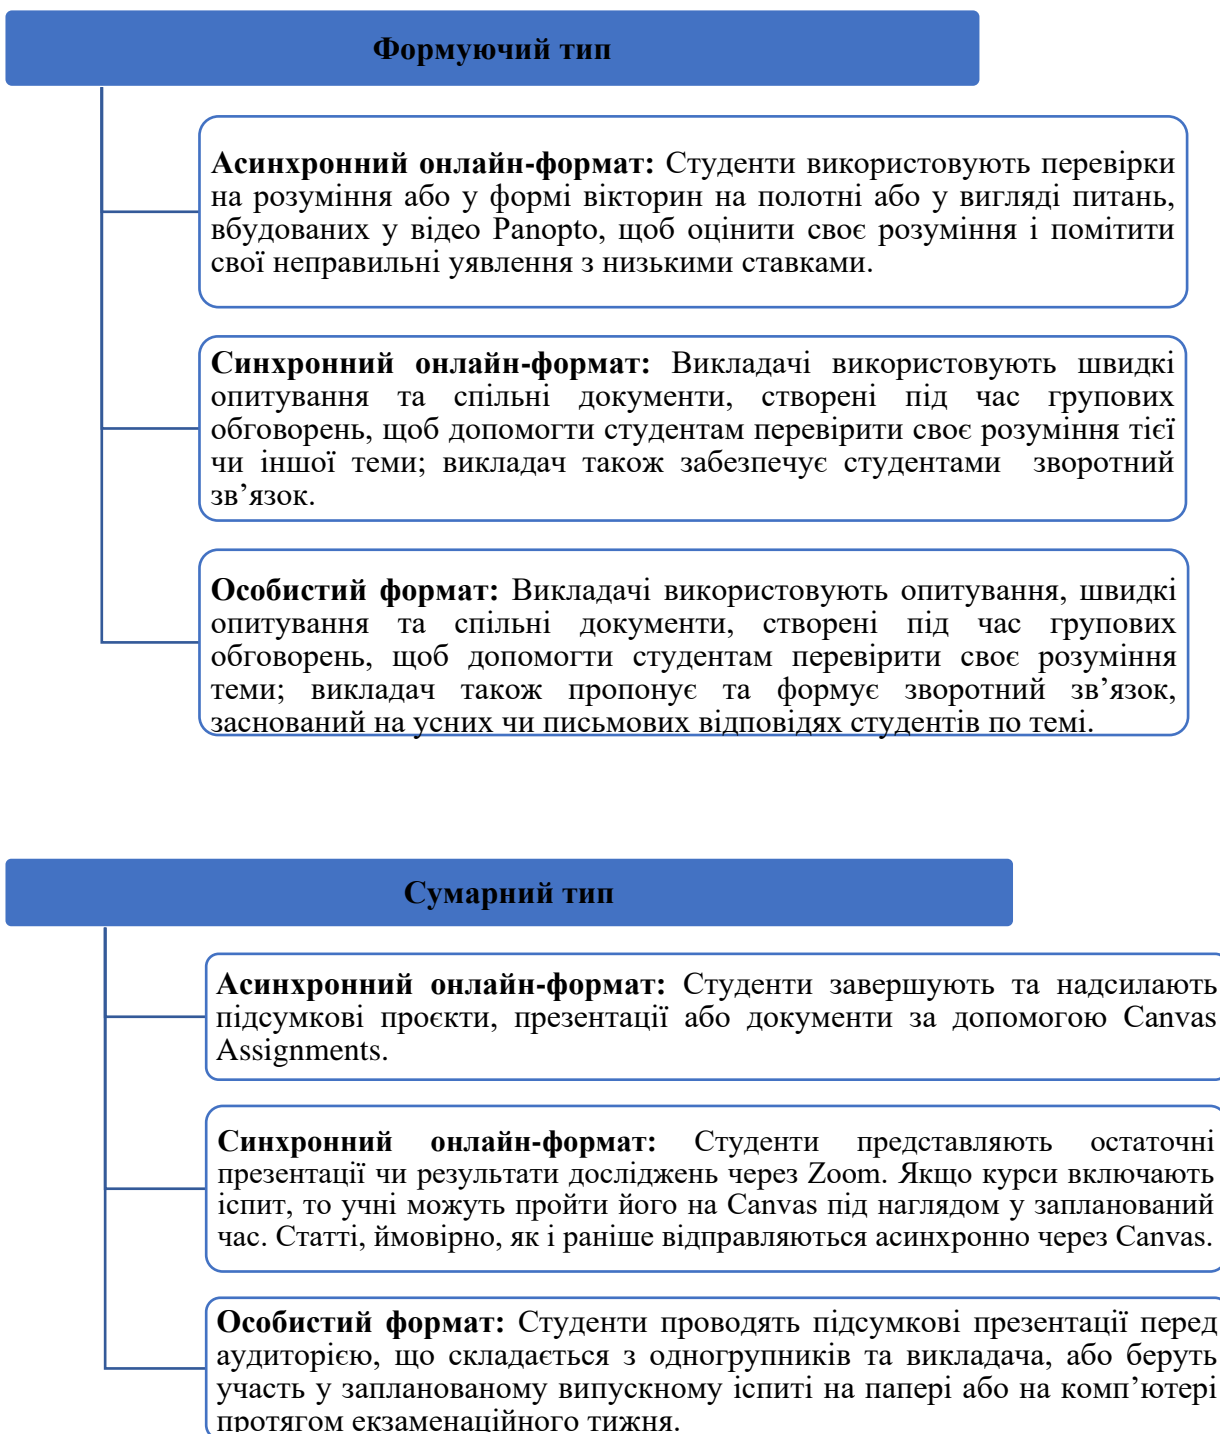 Формуючий тип
Асинхронний онлайн-формат: Студенти використовують перевірки
на розуміння або у формі вікторин на полотні або у вигляді питань,
вбудованих у відео Panopto, щоб оцінити своє розуміння і помітити
свої неправильні уявлення з низькими ставками.
Синхронний онлайн-формат: Викладачі використовують швидкі
опитування та спільні документи, створені під час групових
обговорень, щоб допомогти студентам перевірити своє розуміння тієї
чи іншої теми; викладач також забезпечує студентами зворотний
зв’язок.
Особистий формат: Викладачі використовують опитування, швидкі
опитування та спільні документи, створені під час групових
обговорень, щоб допомогти студентам перевірити своє розуміння
теми; викладач також пропонує та формує зворотний зв’язок,
заснований на усних чи письмових відповідях студентів по темі.
Сумарний тип
Асинхронний онлайн-формат: Студенти завершують та надсилають
підсумкові проєкти, презентації або документи за допомогою Canvas
Assignments.
Синхронний онлайн-формат: Студенти представляють остаточні
презентації чи результати досліджень через Zoom. Якщо курси включають
іспит, то учні можуть пройти його на Canvas під наглядом у запланований
час. Статті, ймовірно, як і раніше відправляються асинхронно через Canvas.
Особистий формат: Студенти проводять підсумкові презентації перед
аудиторією, що складається з одногрупників та викладача, або беруть
участь у запланованому випускному іспиті на папері або на комп’ютері
протягом екзаменаційного тижня.